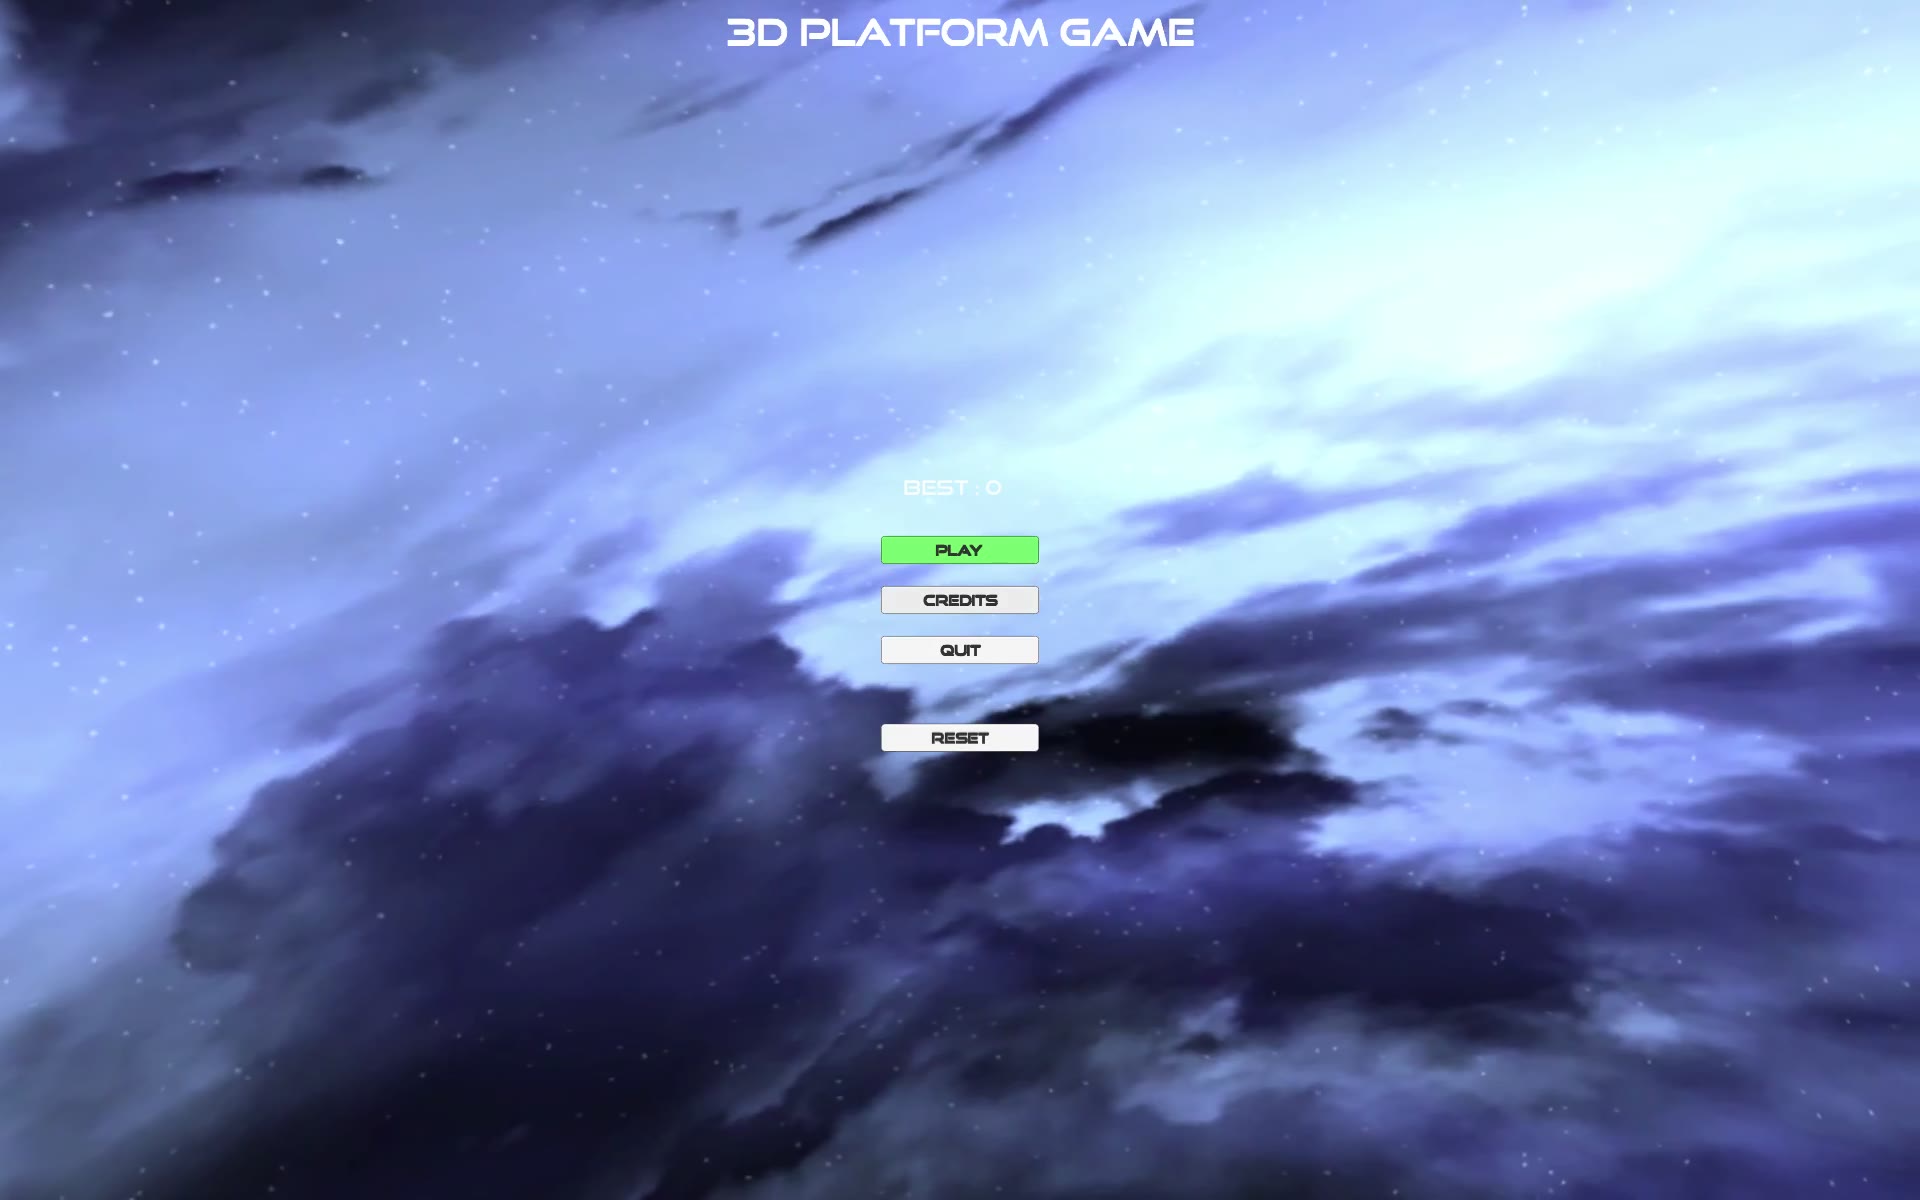 3D PLATFORM GAME
BEST : 0
PLAY
CREDITS
QUIT
RESET